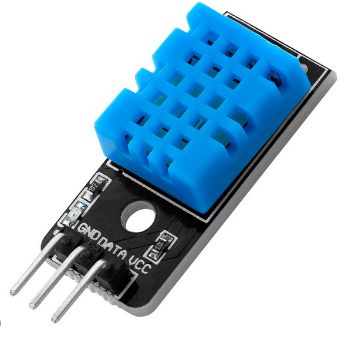 GND DATA VCC